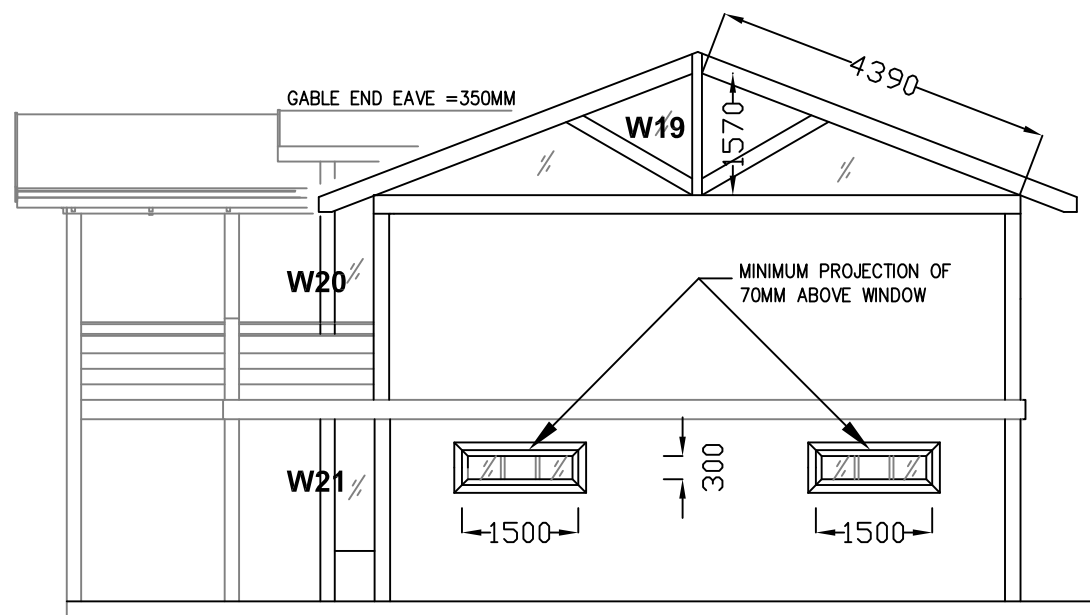 4390
GABLE END EAVE =350MM
W19
1570
W20
MINIMUM PROJECTION OF
70MM ABOVE WINDOW
300
W21
1500
1500